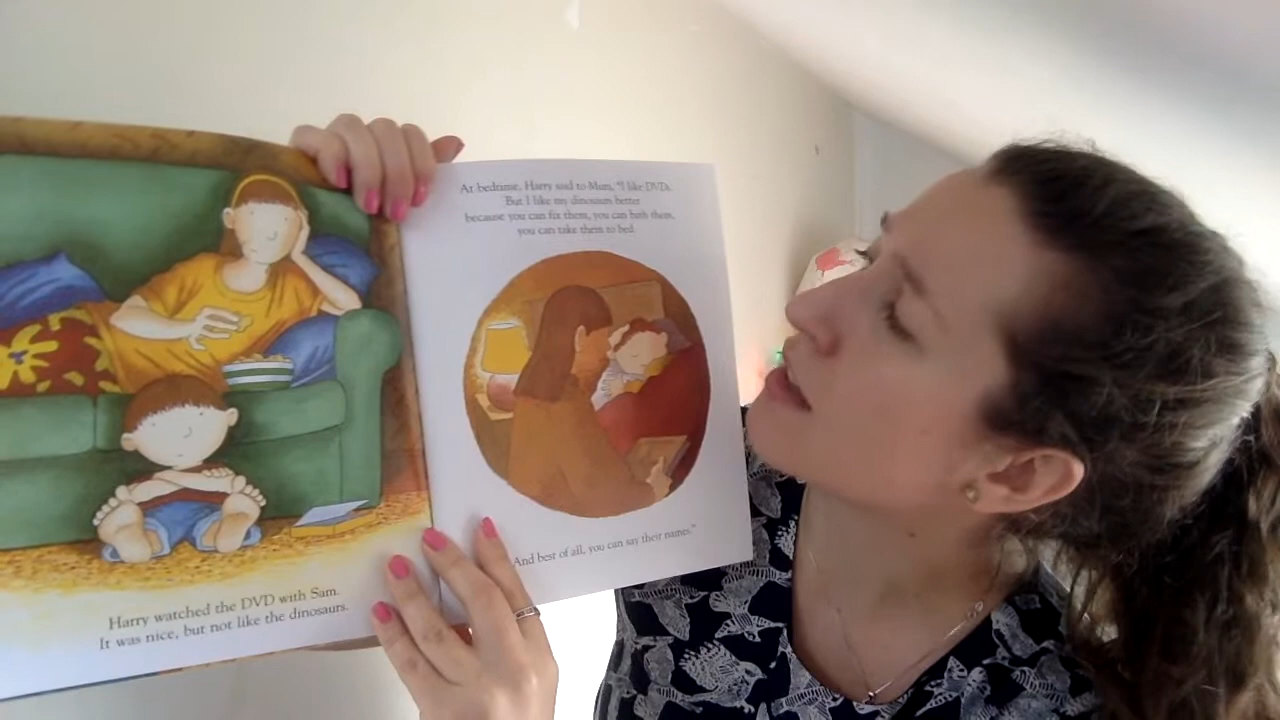 Harry watched the DVD with Sam.
It was nice, but not like the dinosaurs.
At bedtime, Harry said to Mum, "I like DVDs.
But I like my dinosaurs better
because you can fix them, you can bath them,
you can take them to bed.
And best of all, you can say their names."